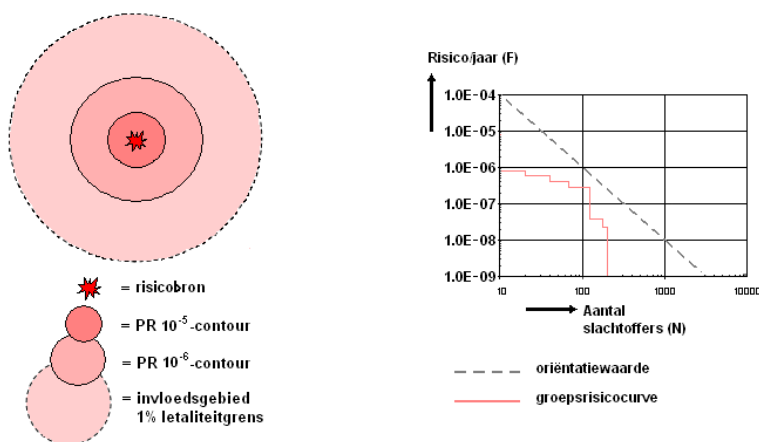 = risicobron
= PR 10⁻⁵-contour
= PR 10⁻⁶-contour
= invloedsgebied
1% letaliteitgrens
Risico/jaar (F)
1.0E-04
1.0E-05
1.0E-06
1.0E-07
1.0E-08
1.0E-09
10
100
1000
10000
Aantal
slachtoffers (N)
oriëntatiewaarde
groepsrisicocurve